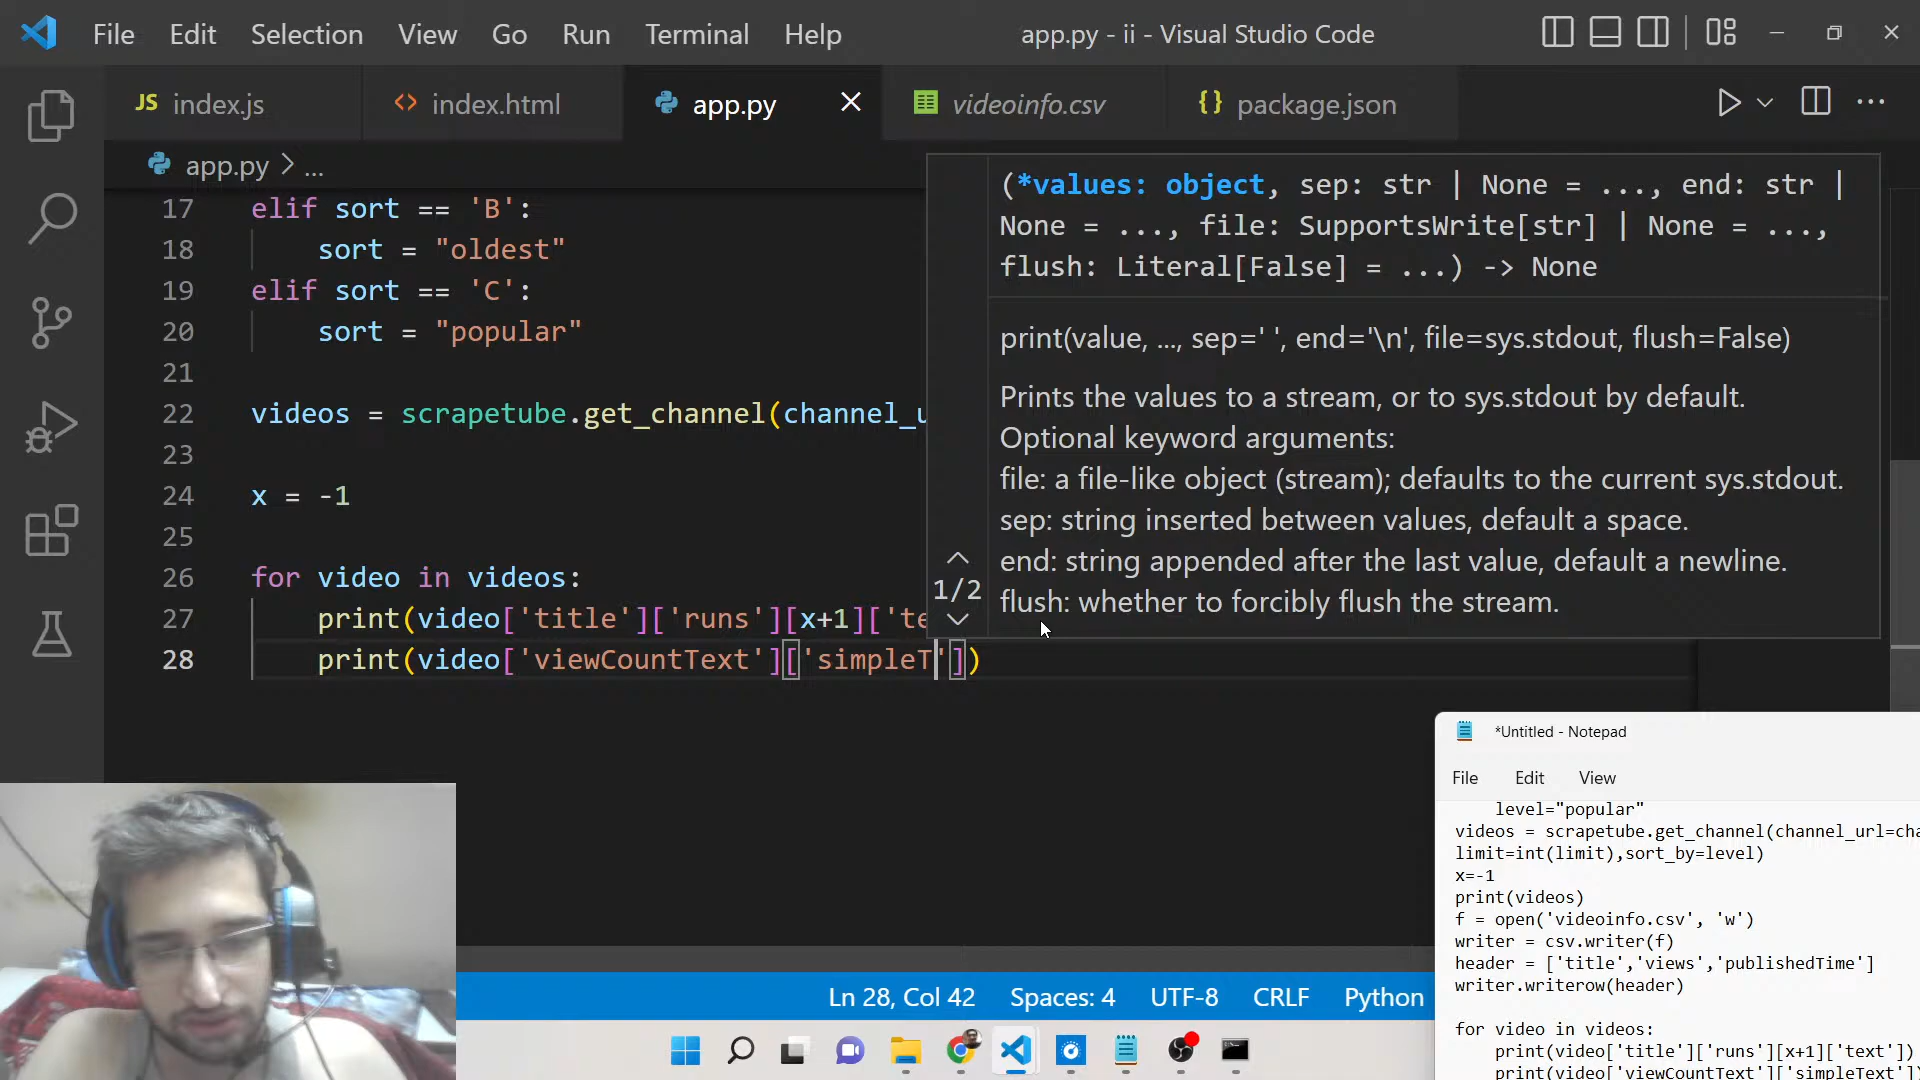 File Edit Selection View Go Run Terminal Help app.py - ii - Visual Studio Code
JS index.js <> index.html app.py videoinfo.csv {} package.json
app.py > ...
17 elif sort == 'B':
18 sort = "oldest"
19 elif sort == 'C':
20 sort = "popular"
21
22 videos = scrapetube.get_channel(channel_u
23
24 x = -1
25
26 for video in videos:
27 print(video['title']['runs'][x+1]['te
28 print(video['viewCountText']['simpleT'])
(*values: object, sep: str | None = ..., end: str |
None = ..., file: SupportsWrite[str] | None = ...,
flush: Literal[False] = ...) -> None
print(value, ..., sep=' ', end='\n', file=sys.stdout, flush=False)
Prints the values to a stream, or to sys.stdout by default.
Optional keyword arguments:
file: a file-like object (stream); defaults to the current sys.stdout.
sep: string inserted between values, default a space.
end: string appended after the last value, default a newline.
flush: whether to forcibly flush the stream.
1/2
*Untitled - Notepad
File Edit View
level="popular"
videos = scrapetube.get_channel(channel_url=cha
limit=int(limit),sort_by=level)
x=-1
print(videos)
f = open('videoinfo.csv', 'w')
writer = csv.writer(f)
header = ['title','views','publishedTime']
writer.writerow(header)
for video in videos:
print(video['title']['runs'][x+1]['text'])
print(video['viewCountText']['simpleText'])
Ln 28, Col 42 Spaces: 4 UTF-8 CRLF Python